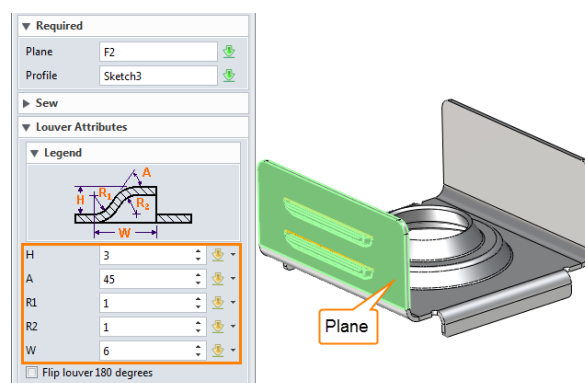 Required
Plane F2
Profile Sketch3
Sew
Louver Attributes
Legend
A
H R1
R2
W
H 3
A 45
R1 1
R2 1
W 6
Flip louver 180 degrees
Plane